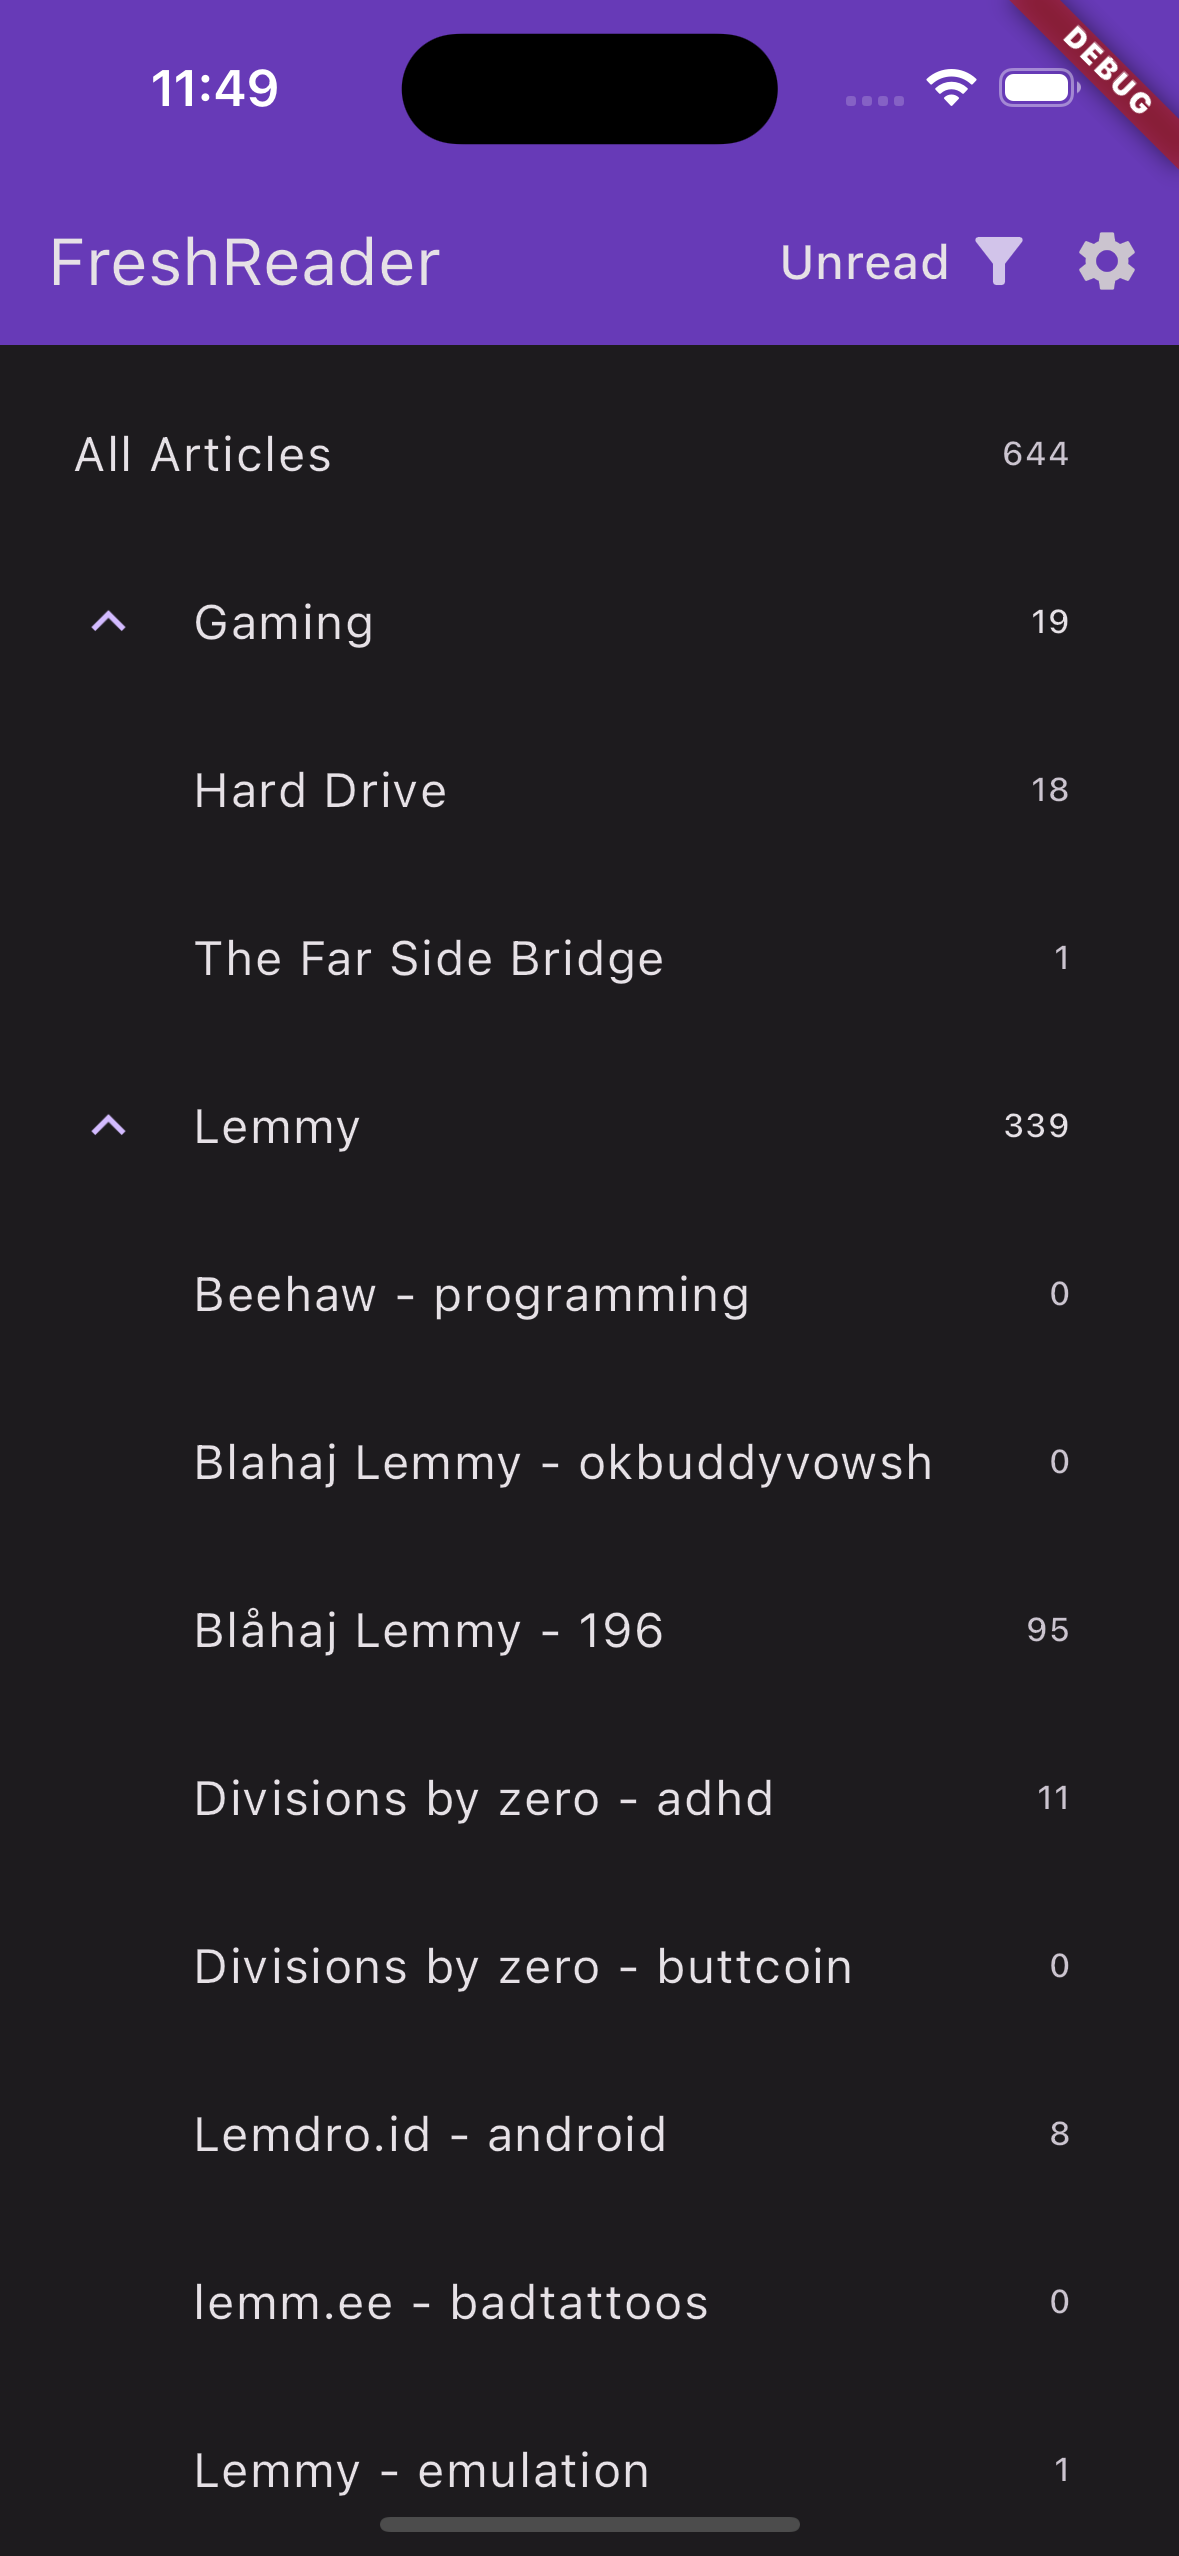 11:49
DEBUG
FreshReader Unread
All Articles 644
Gaming 19
Hard Drive 18
The Far Side Bridge 1
Lemmy 339
Beehaw - programming 0
Blahaj Lemmy - okbuddyvowsh 0
Blåhaj Lemmy - 196 95
Divisions by zero - adhd 11
Divisions by zero - buttcoin 0
Lemdro.id - android 8
lemm.ee - badtattoos 0
Lemmy - emulation 1